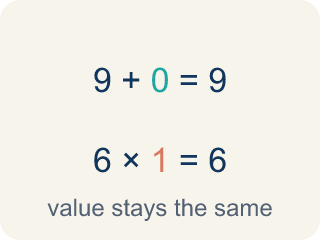 9 + 0 = 9
6 × 1 = 6
value stays the same